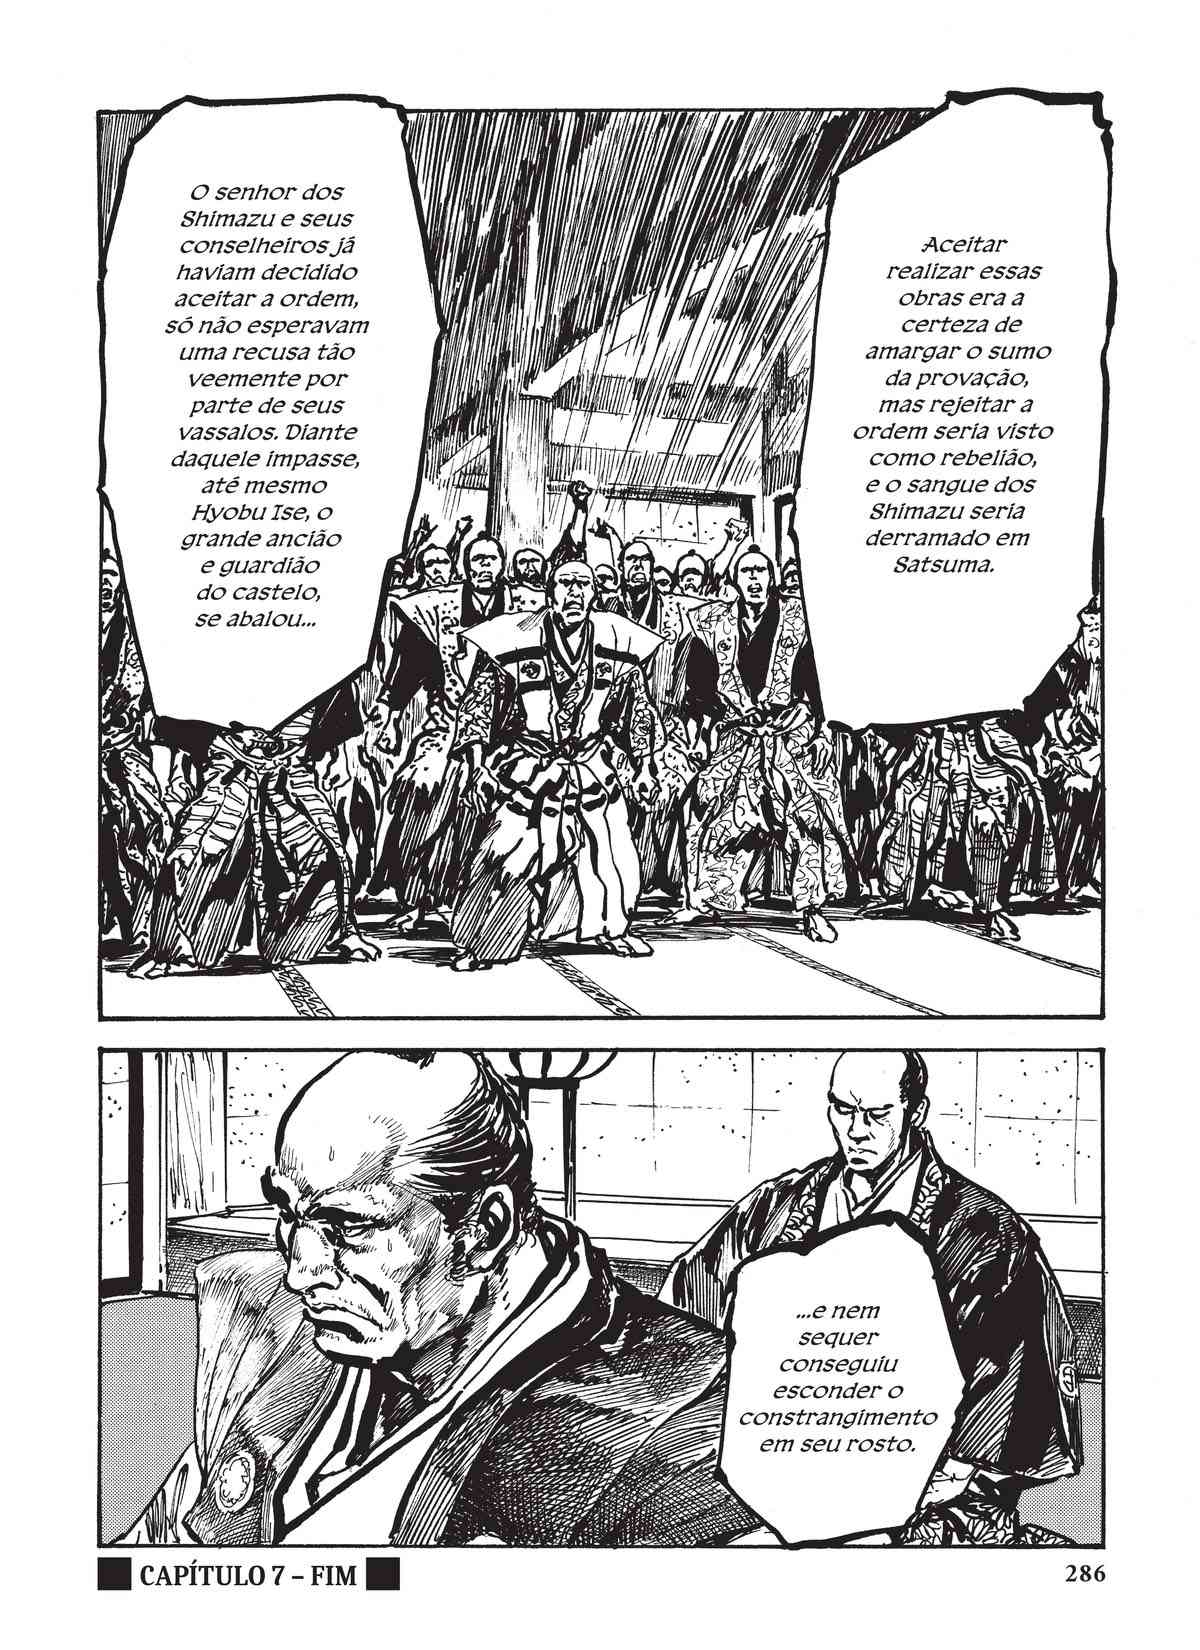 Aceitar
realizar essas
obras era a
certeza de
amargar o sumo
da provação,
mas rejeitar a
ordem seria visto
como rebelião,
e o sangue dos
Shimazu seria
derramado em
Satsuma.
O senhor dos
Shimazu e seus
conselheiros já
haviam decidido
aceitar a ordem,
só não esperavam
uma recusa tão
veemente por
parte de seus
vassalos. Diante
daquele impasse,
até mesmo
Hyobu Ise, o
grande ancião
e guardião
do castelo,
se abalou...
...e nem
sequer
conseguiu
esconder o
constrangimento
em seu rosto.
CAPÍTULO 7 – FIM
286